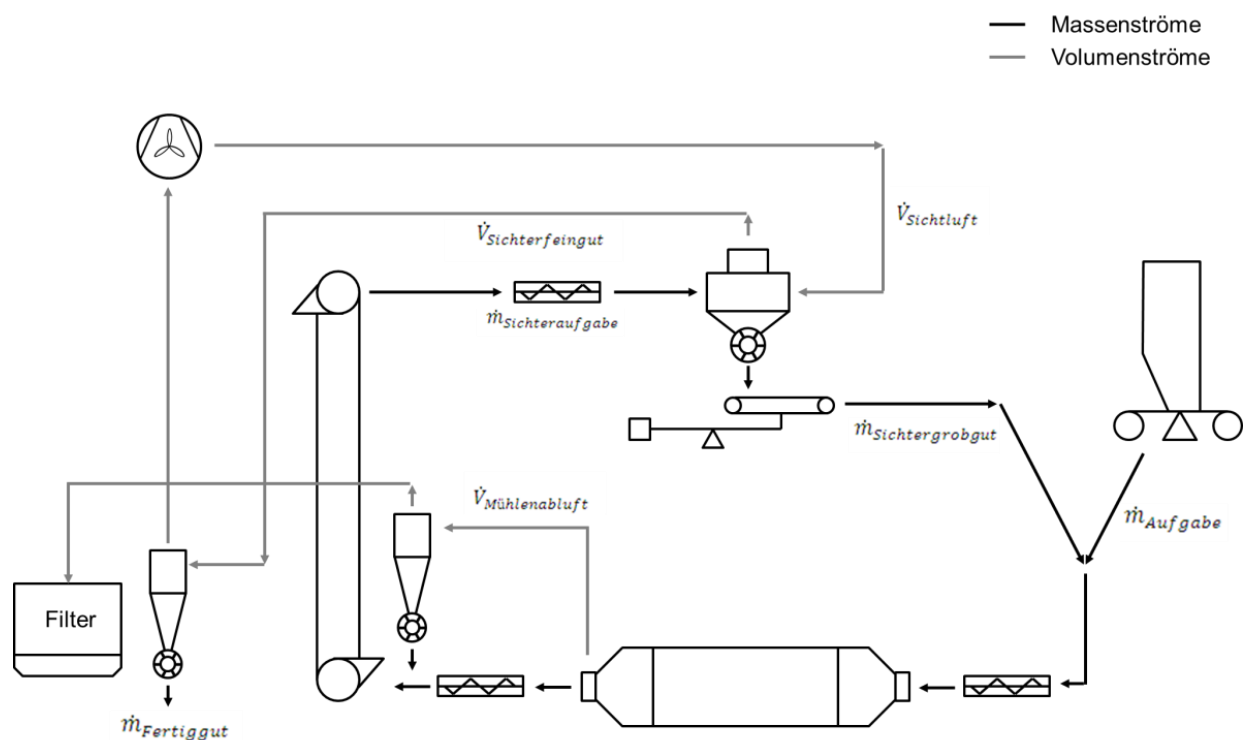 Massenströme
Volumenströme
V̇Sichtluft
V̇Sichterfeingut
ṁSichteraufgabe
ṁSichtergrobgut
V̇Mühlenabluft
ṁAufgabe
Filter
ṁFertiggut